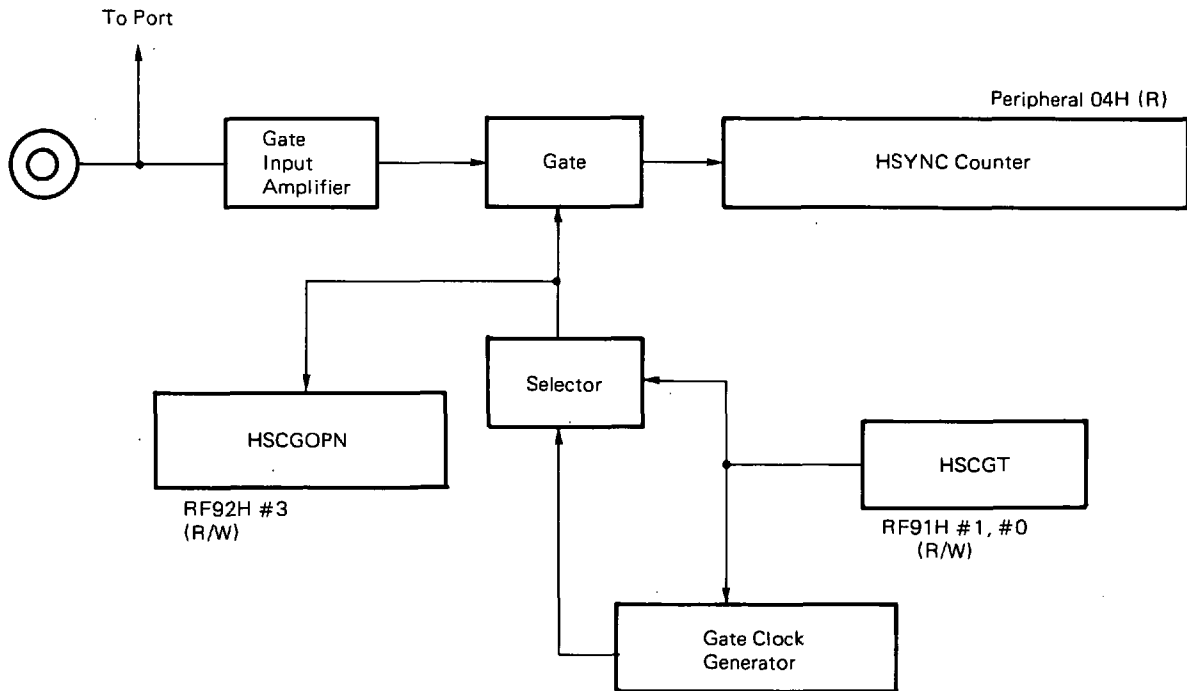 To Port
Peripheral 04H (R)
Gate
Input
Amplifier
Gate
HSYNC Counter
Selector
HSCGOPN
RF92H #3
(R/W)
HSCGT
RF91H #1, #0
(R/W)
Gate Clock
Generator